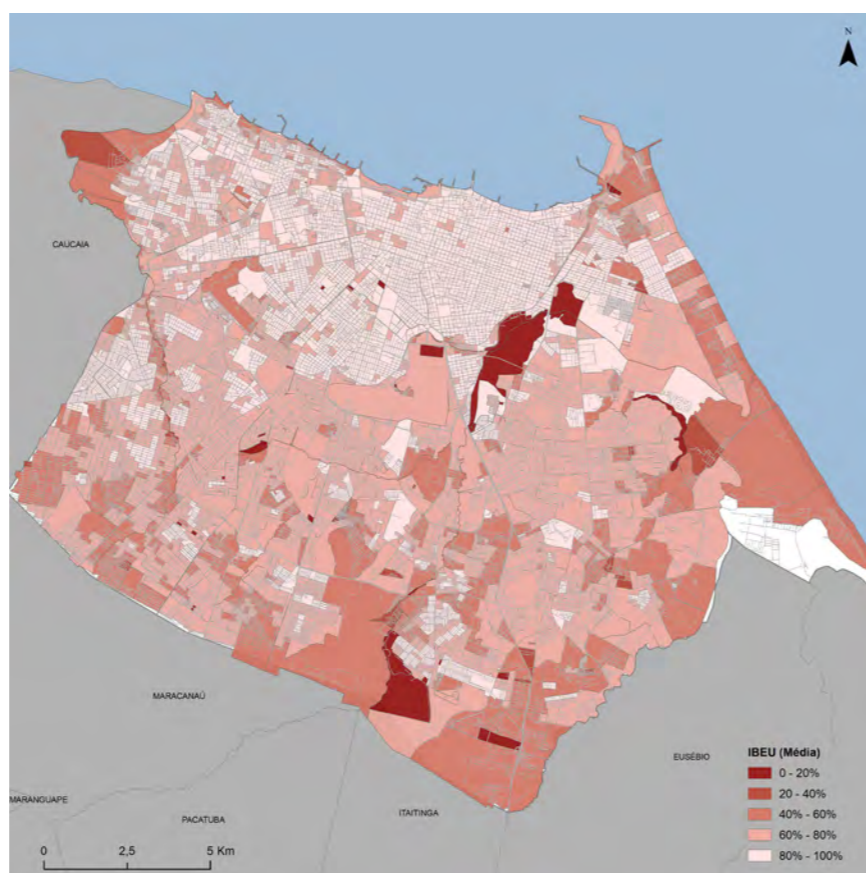 N
CAUCAIA
MARACANAÚ
EUSÉBIO
MARANGUAPE
PACATUBA
ITAITINGA
IBEU (Média)
0 - 20%
20 - 40%
40% - 60%
60% - 80%
80% - 100%
0 2,5 5 Km